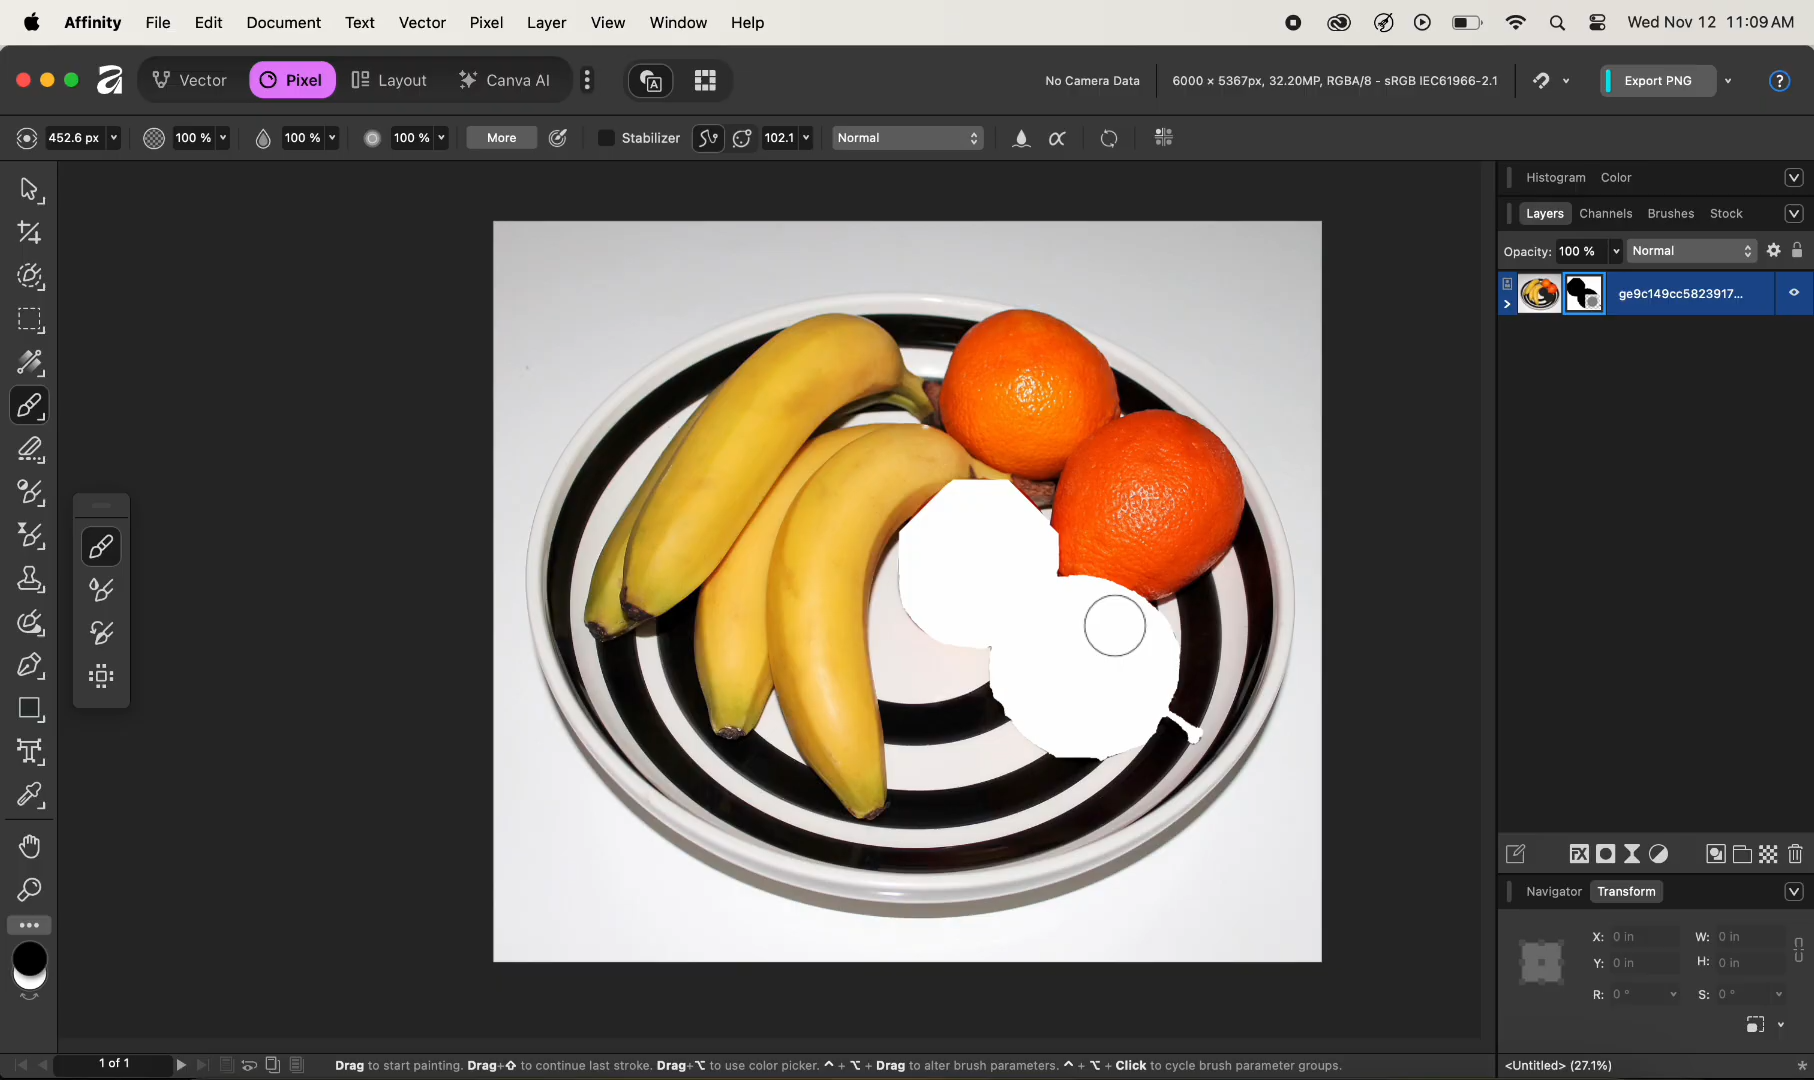 Affinity File Edit Document Text Vector Pixel Layer View Window Help Wed Nov 12 11:09 AM
Vector Pixel Layout Canva AI No Camera Data 6000 × 5367px, 32.20MP, RGBA/8 - sRGB IEC61966-2.1 Export PNG ?
452.6 px 100 % 100 % 100 % More Stabilizer 102.1 Normal
Histogram Color
Layers Channels Brushes Stock
Opacity: 100 % Normal
ge9c149cc5823917...
FX
Navigator Transform
X: 0 in W: 0 in
Y: 0 in H: 0 in
R: 0 ° S: 0 °
1 of 1 Drag to start painting. Drag+⇧ to continue last stroke. Drag+⌥ to use color picker. ⌃ + ⌥ + Drag to alter brush parameters. ⌃ + ⌥ + Click to cycle brush parameter groups. <Untitled> (27.1%) *